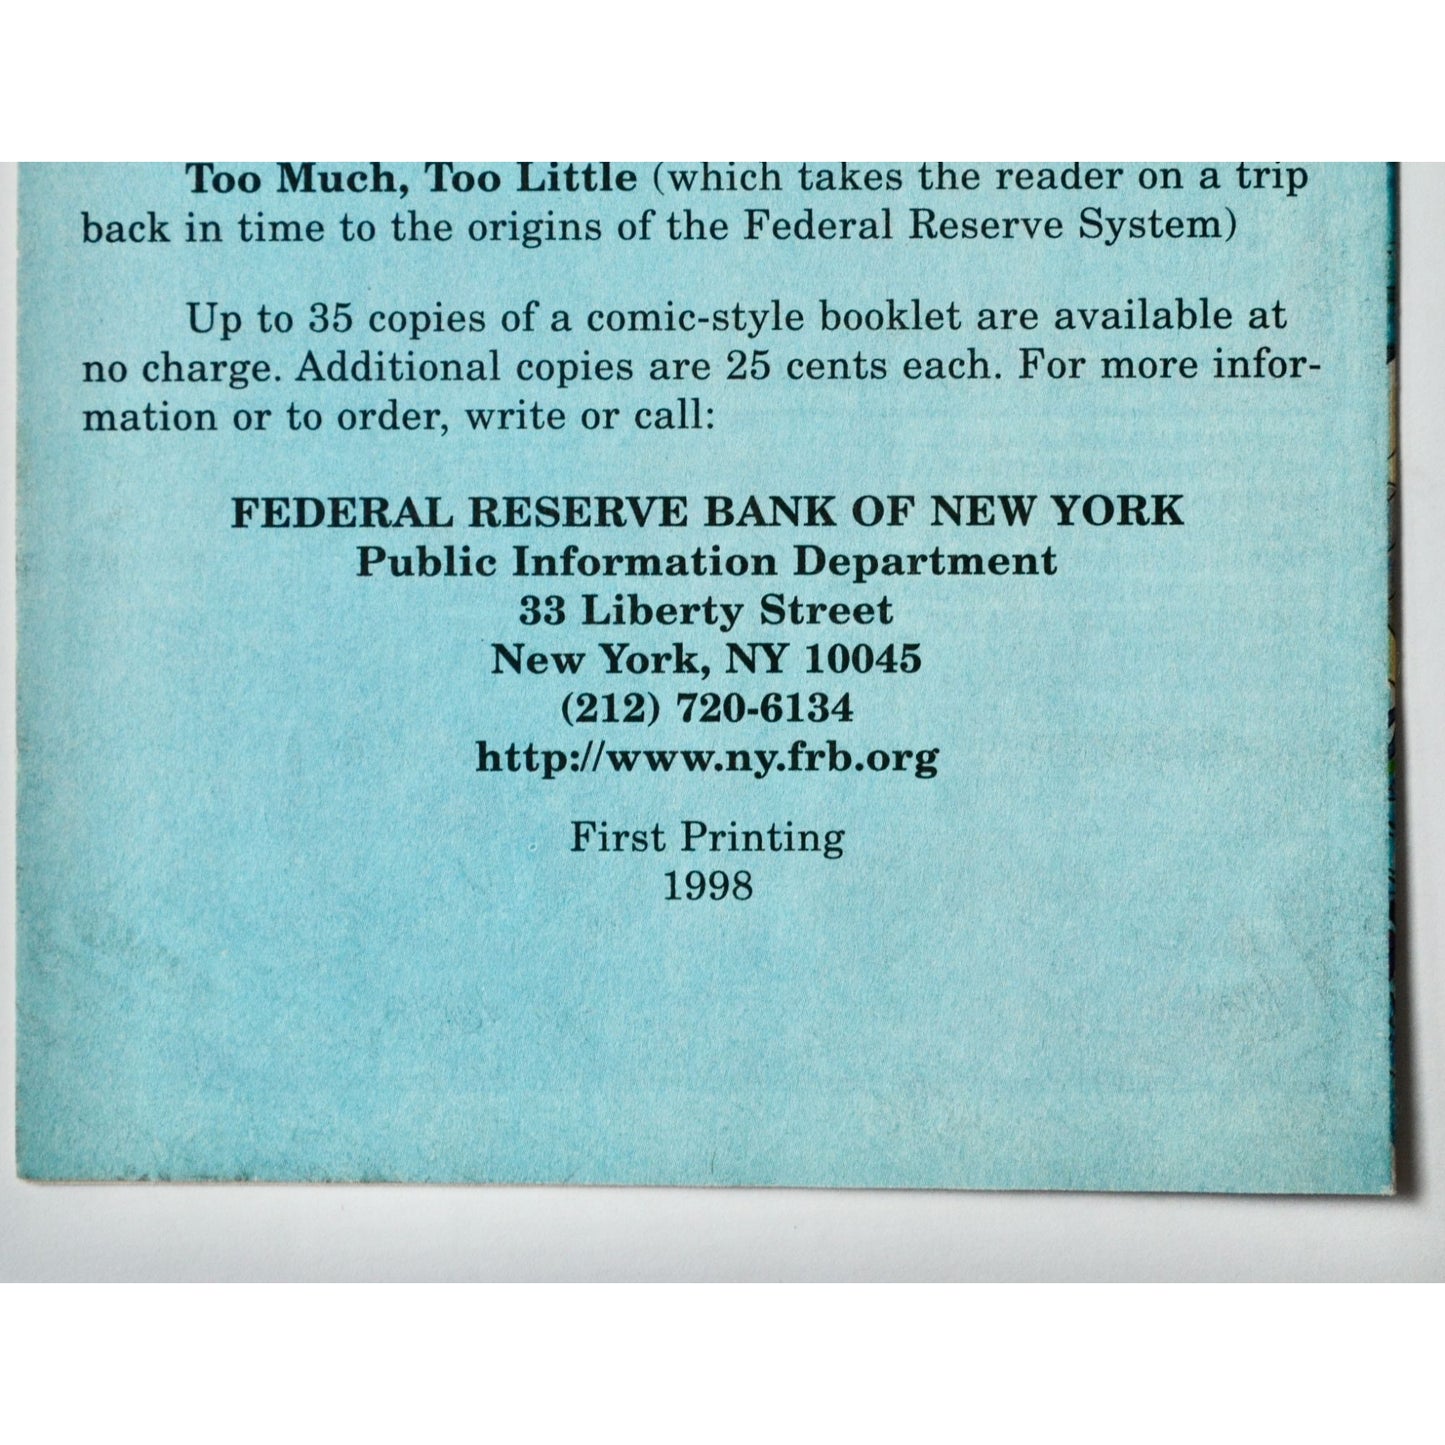 Too Much, Too Little (which takes the reader on a trip
back in time to the origins of the Federal Reserve System)
Up to 35 copies of a comic-style booklet are available at
no charge. Additional copies are 25 cents each. For more infor-
mation or to order, write or call:
FEDERAL RESERVE BANK OF NEW YORK
Public Information Department
33 Liberty Street
New York, NY 10045
(212) 720-6134
http://www.ny.frb.org
First Printing
1998